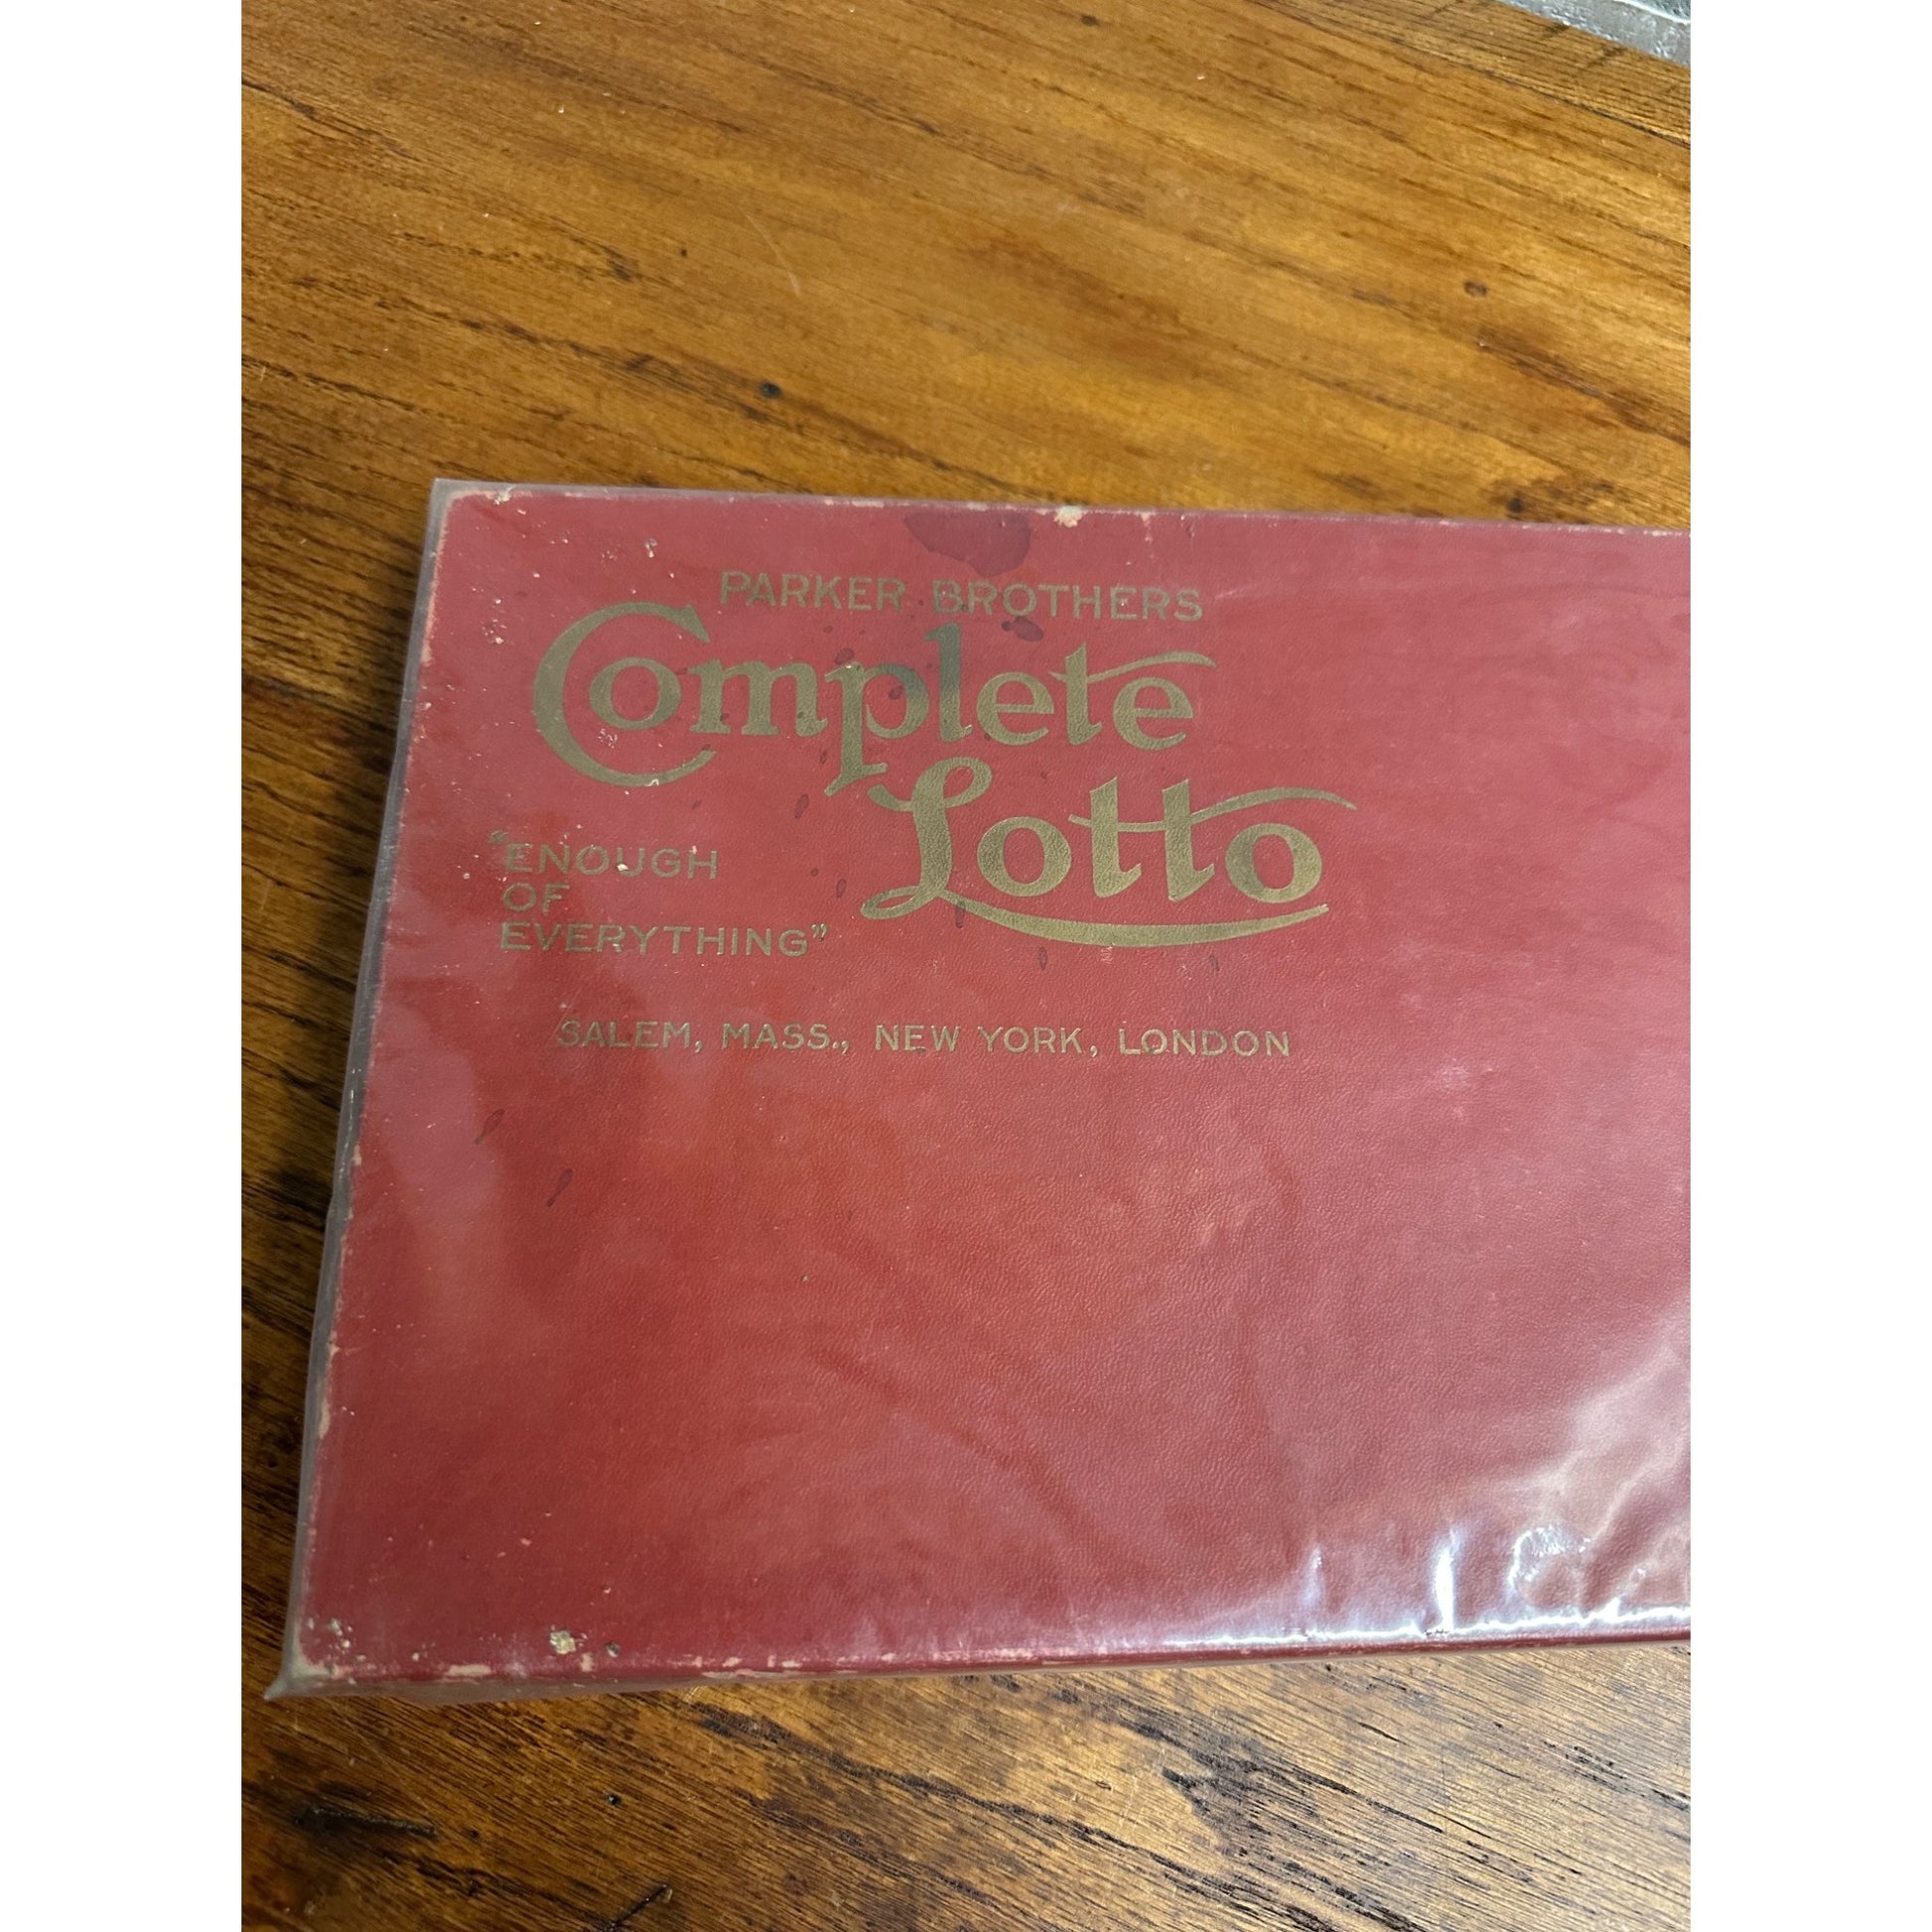 PARKER BROTHERS
Complete
Lotto
"ENOUGH
OF
EVERYTHING"
SALEM, MASS., NEW YORK, LONDON